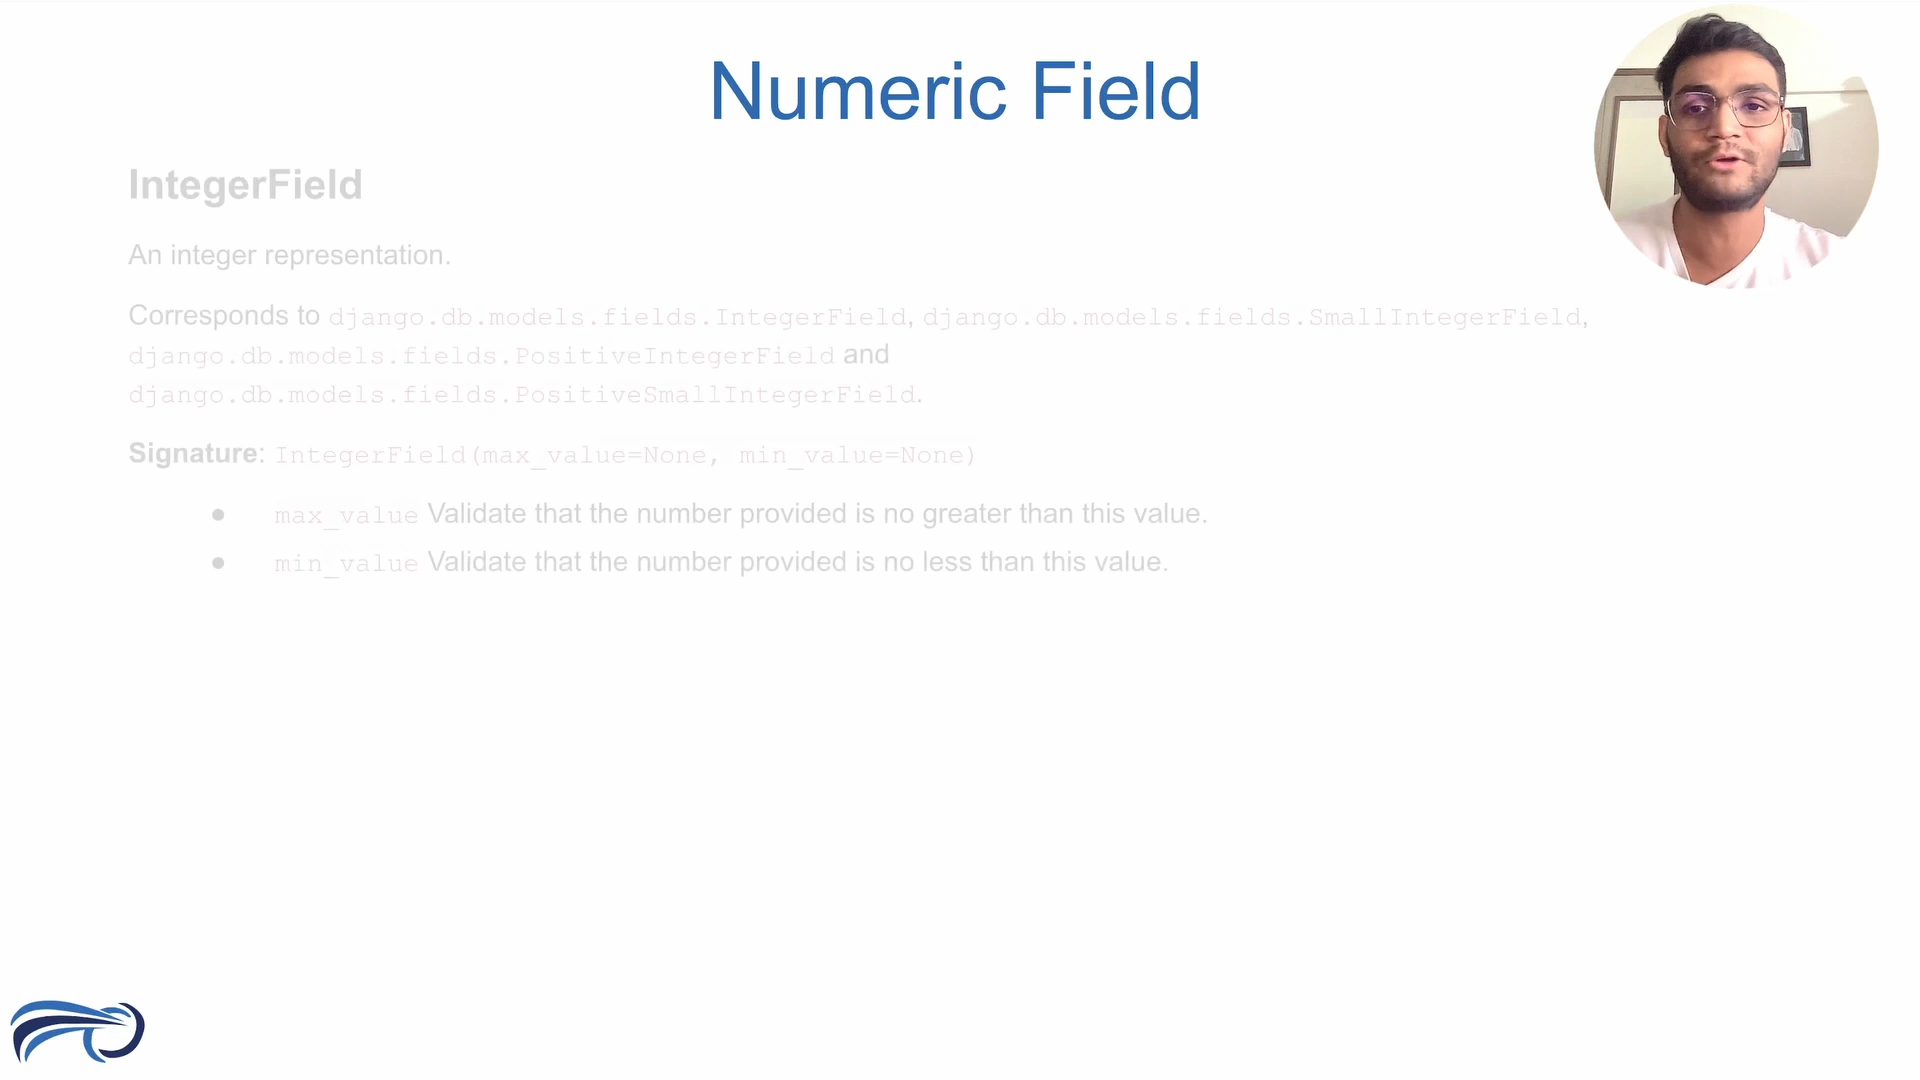 Numeric Field
IntegerField
An integer representation.
Corresponds to django.db.models.fields.IntegerField, django.db.models.fields.SmallIntegerField,
django.db.models.fields.PositiveIntegerField and
django.db.models.fields.PositiveSmallIntegerField.
Signature: IntegerField(max_value=None, min_value=None)
● max_value Validate that the number provided is no greater than this value.
● min_value Validate that the number provided is no less than this value.